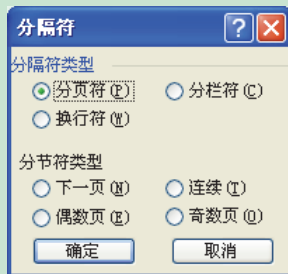 分隔符
分隔符类型
分页符(P) 分栏符(C)
换行符(W)
分节符类型
下一页(N) 连续(T)
偶数页(E) 奇数页(O)
确定 取消